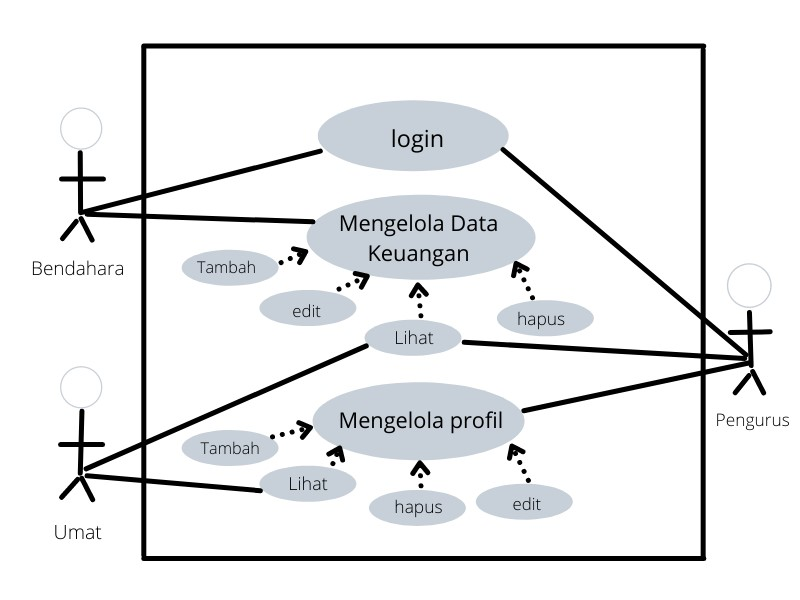 login
Mengelola Data
Keuangan
Bendahara
Tambah
edit
hapus
Lihat
Mengelola profil
Pengurus
Tambah
Lihat
hapus
edit
Umat